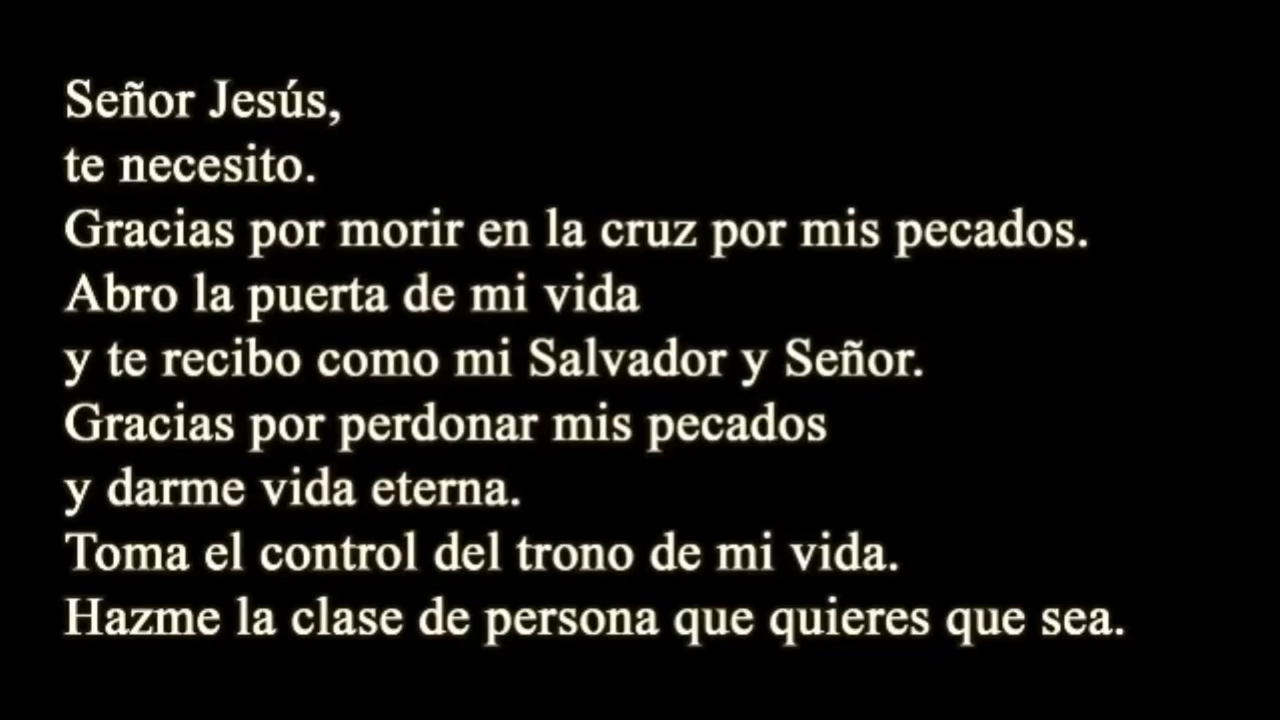 Señor Jesús,
te necesito.
Gracias por morir en la cruz por mis pecados.
Abro la puerta de mi vida
y te recibo como mi Salvador y Señor.
Gracias por perdonar mis pecados
y darme vida eterna.
Toma el control del trono de mi vida.
Hazme la clase de persona que quieres que sea.